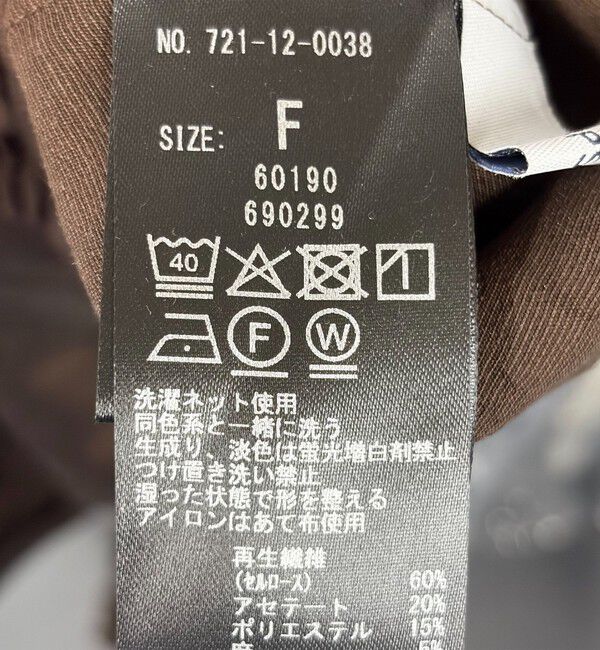 NO. 721-12-0038
SIZE: F
60190
690299
40
F W
洗濯ネット使用
同色系と一緒に洗う
生成り、淡色は蛍光増白剤禁止
つけ置き洗い禁止
湿った状態で形を整える
アイロンはあて布使用
再生繊維
(セルロース) 60%
アセテート 20%
ポリエステル 15%
5%